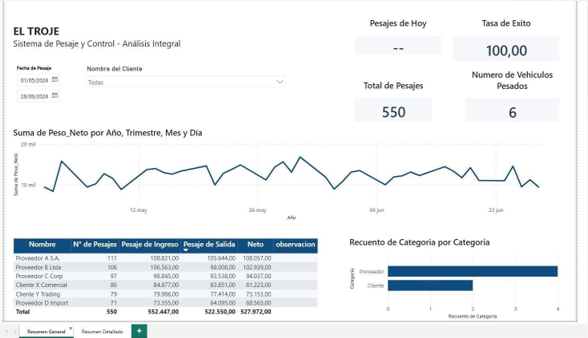 EL TROJE
Sistema de Pesaje y Control - Análisis Integral
Pesajes de Hoy
--
Tasa de Exito
100,00
Fecha de Pesaje
01/05/2024
28/06/2024
Nombre del Cliente
Todas
Total de Pesajes
550
Numero de Vehiculos
Pesados
6
Suma de Peso_Neto por Año, Trimestre, Mes y Día
Suma de Peso_Neto
20 mil
10 mil
12 may
26 may
09 jun
23 jun
Año
Nombre N° de Pesajes Pesaje de Ingreso Pesaje de Salida Neto observacion
Proveedor A S.A. 111 108.821,00 105.644,00 108.057,00
Proveedor B Ltda 106 106.563,00 98.008,00 102.939,00
Proveedor C Corp 97 98.845,00 93.538,00 94.037,00
Cliente X Comercial 86 84.877,00 83.851,00 81.223,00
Cliente Y Trading 79 79.986,00 77.414,00 73.153,00
Proveedor D Import 71 73.355,00 64.095,00 68.563,00
Total 550 552.447,00 522.550,00 527.972,00
Recuento de Categoria por Categoria
Categoria
Proveedor
Cliente
0 1 2 3 4
Recuento de Categoria
Resumen General Resumen Detallado +